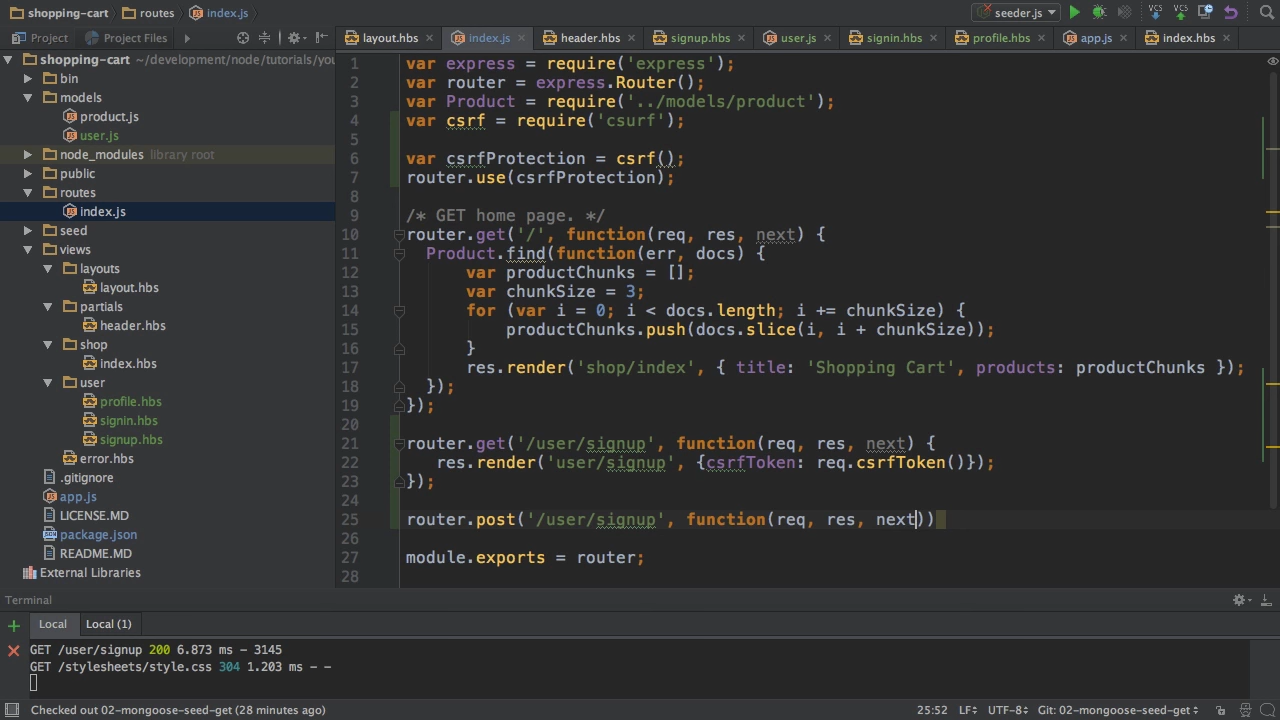 shopping-cart routes index.js seeder.js VCS VCS
Project Project Files layout.hbs index.js header.hbs signup.hbs user.js signin.hbs profile.hbs app.js index.hbs
shopping-cart ~/development/node/tutorials/you
bin
models
product.js
user.js
node_modules library root
public
routes
index.js
seed
views
layouts
layout.hbs
partials
header.hbs
shop
index.hbs
user
profile.hbs
signin.hbs
signup.hbs
error.hbs
.gitignore
app.js
LICENSE.MD
package.json
README.MD
External Libraries
1 var express = require('express');
2 var router = express.Router();
3 var Product = require('../models/product');
4 var csrf = require('csurf');
5
6 var csrfProtection = csrf();
7 router.use(csrfProtection);
8
9 /* GET home page. */
10 router.get('/', function(req, res, next) {
11 Product.find(function(err, docs) {
12 var productChunks = [];
13 var chunkSize = 3;
14 for (var i = 0; i < docs.length; i += chunkSize) {
15 productChunks.push(docs.slice(i, i + chunkSize));
16 }
17 res.render('shop/index', { title: 'Shopping Cart', products: productChunks });
18 });
19 });
20
21 router.get('/user/signup', function(req, res, next) {
22 res.render('user/signup', {csrfToken: req.csrfToken()});
23 });
24
25 router.post('/user/signup', function(req, res, next))
26
27 module.exports = router;
28
Terminal
Local Local (1)
GET /user/signup 200 6.873 ms - 3145
GET /stylesheets/style.css 304 1.203 ms - -
Checked out 02-mongoose-seed-get (28 minutes ago) 25:52 LF UTF-8 Git: 02-mongoose-seed-get